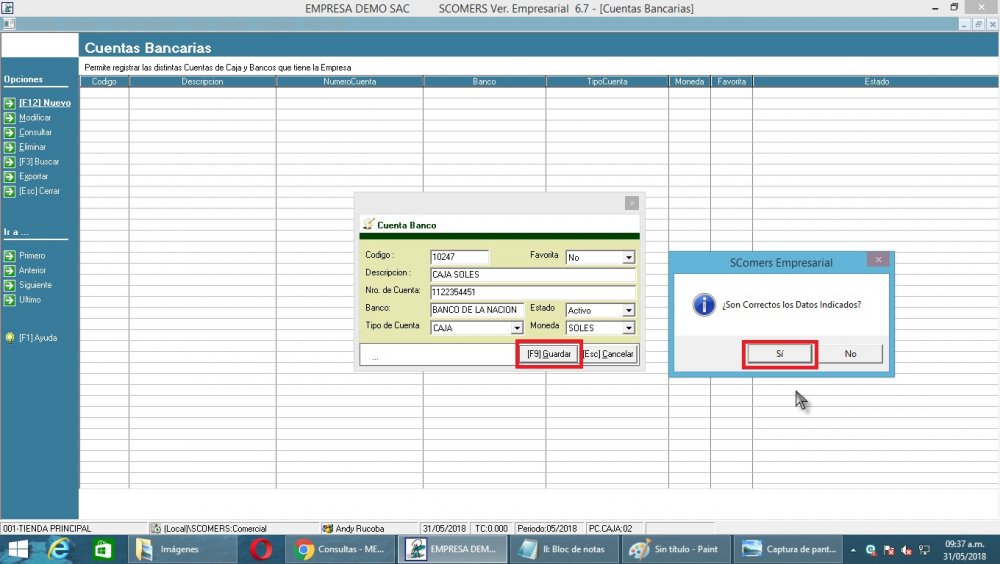 EMPRESA DEMO SAC SCOMERS Ver. Empresarial 6.7 - [Cuentas Bancarias]
Cuentas Bancarias
Permite registrar las distintas Cuentas de Caja y Bancos que tiene la Empresa
Opciones
Codigo Descripcion NumeroCuenta Banco TipoCuenta Moneda Favorita Estado
[F12] Nuevo
Modificar
Consultar
Eliminar
[F3] Buscar
Exportar
[Esc] Cerrar
Ir a ...
Primero
Anterior
Siguiente
Ultimo
[F1] Ayuda
Cuenta Banco
Codigo : 10247 Favorita No
Descripcion : CAJA SOLES
Nro. de Cuenta: 1122354451
Banco: BANCO DE LA NACION Estado Activo
Tipo de Cuenta CAJA Moneda SOLES
... [F9] Guardar [Esc] Cancelar
SComers Empresarial
¿Son Correctos los Datos Indicados?
Sí No
001-TIENDA PRINCIPAL (Local)\SCOMERS:Comercial Andy Rucoba 31/05/2018 TC:0.000 Periodo:05/2018 PC.CAJA:02
Imágenes Consultas - ME... EMPRESA DEM... II: Bloc de notas Sin título - Paint Captura de pant... 09:37 a.m.
31/05/2018